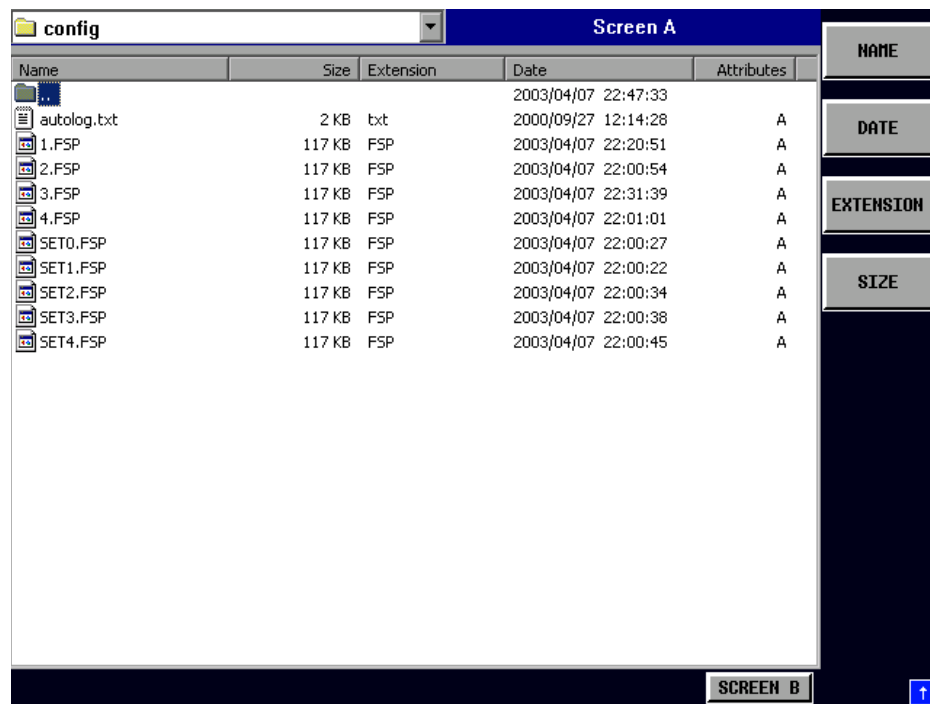 config Screen A
NAME
Name Size Extension Date Attributes
.. 2003/04/07 22:47:33
autolog.txt 2 KB txt 2000/09/27 12:14:28 A
DATE
1.FSP 117 KB FSP 2003/04/07 22:20:51 A
2.FSP 117 KB FSP 2003/04/07 22:00:54 A
3.FSP 117 KB FSP 2003/04/07 22:31:39 A
EXTENSION
4.FSP 117 KB FSP 2003/04/07 22:01:01 A
SET0.FSP 117 KB FSP 2003/04/07 22:00:27 A
SET1.FSP 117 KB FSP 2003/04/07 22:00:22 A
SIZE
SET2.FSP 117 KB FSP 2003/04/07 22:00:34 A
SET3.FSP 117 KB FSP 2003/04/07 22:00:38 A
SET4.FSP 117 KB FSP 2003/04/07 22:00:45 A
SCREEN B